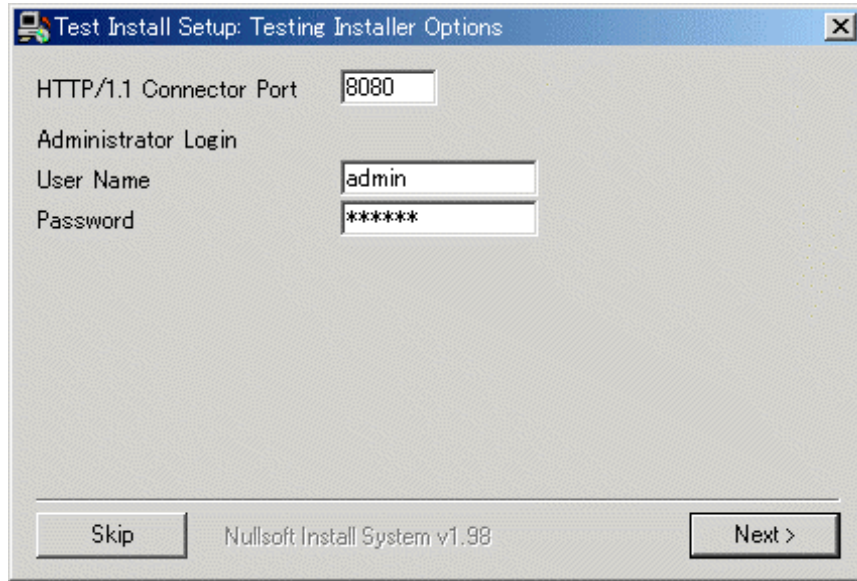 Test Install Setup: Testing Installer Options
HTTP/1.1 Connector Port 8080
Administrator Login
User Name admin
Password ******
Skip Nullsoft Install System v1.98 Next >